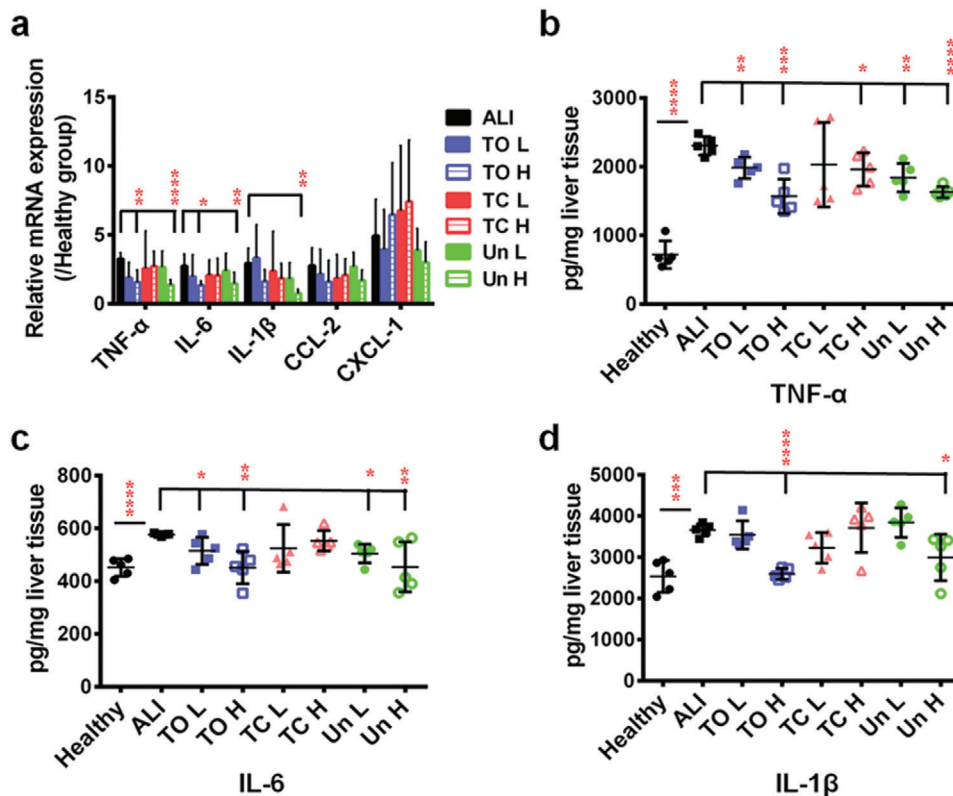 a
Relative mRNA expression
(/Healthy group)
15
10
5
0
** **** * ** **
TNF-α IL-6 IL-1β CCL-2 CXCL-1
ALI
TO L
TO H
TC L
TC H
Un L
Un H
b
pg/mg liver tissue
3000
2000
1000
0
**** ** *** * ** ****
Healthy ALI TO L TO H TC L TC H Un L Un H
TNF-α
c
pg/mg liver tissue
800
600
400
200
0
**** * ** * **
Healthy ALI TO L TO H TC L TC H Un L Un H
IL-6
d
pg/mg liver tissue
5000
4000
3000
2000
1000
0
*** **** *
Healthy ALI TO L TO H TC L TC H Un L Un H
IL-1β